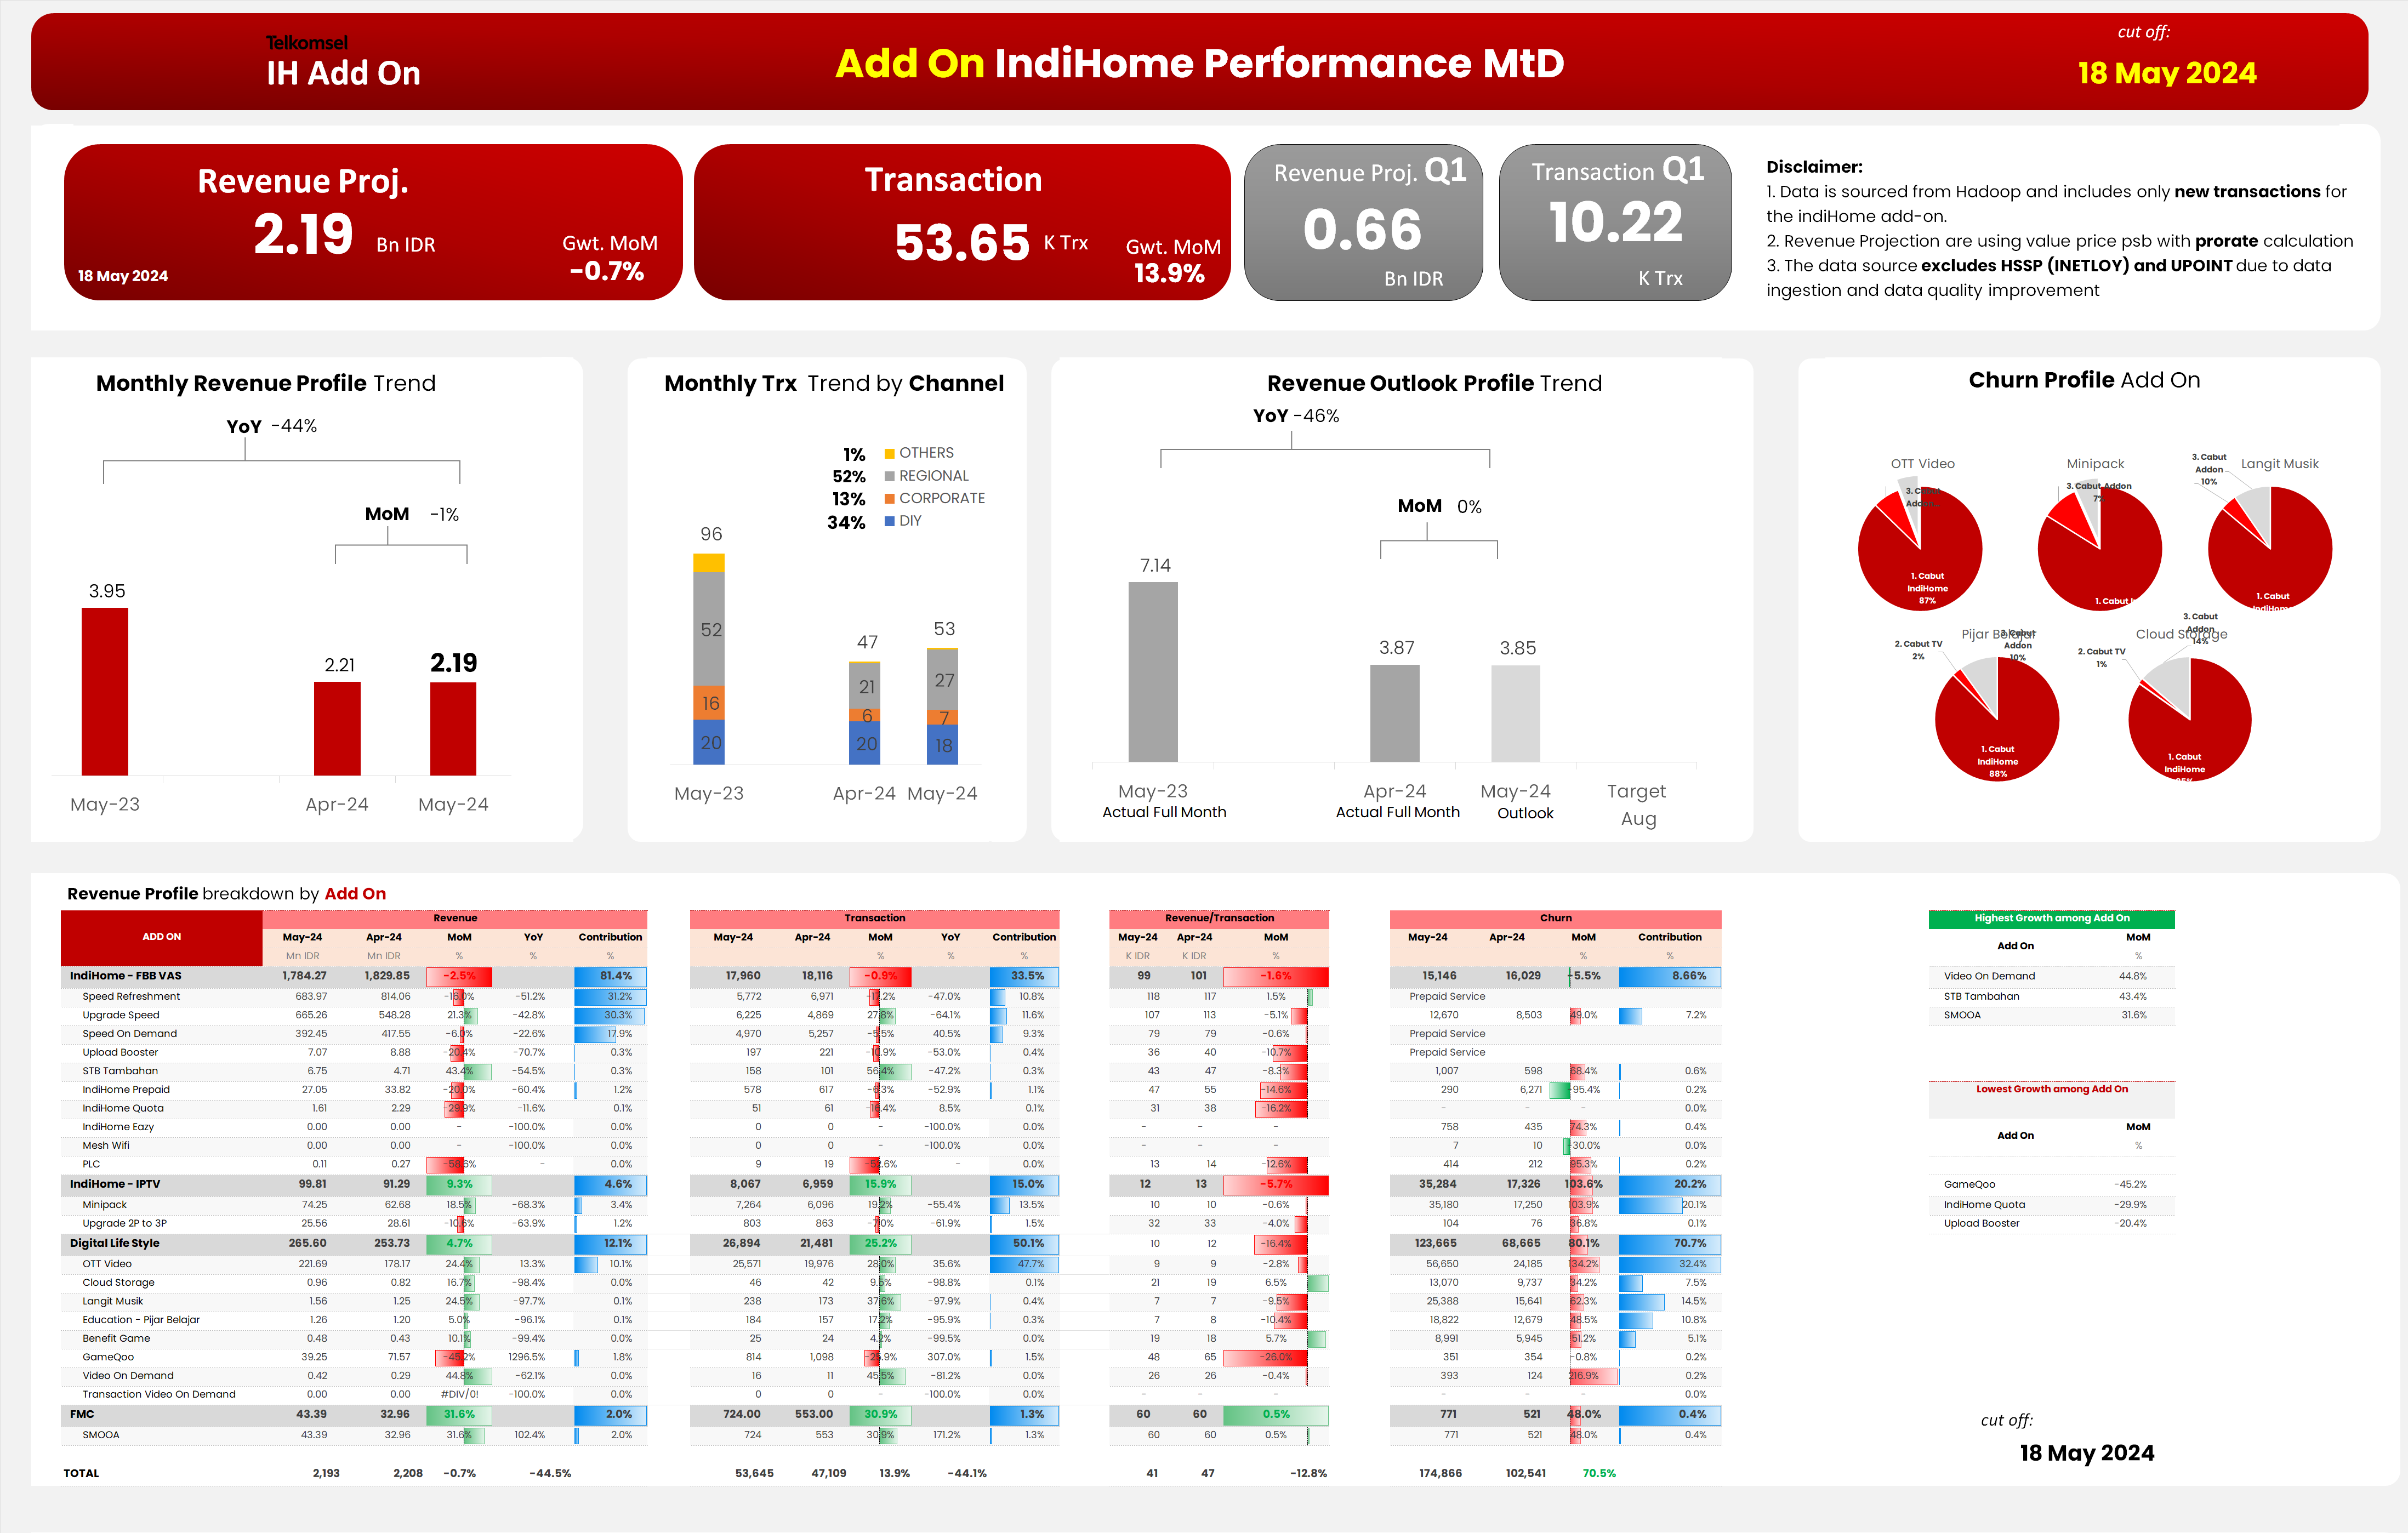 Telkomsel
IH Add On
Add On IndiHome Performance MtD
cut off:
18 May 2024
Revenue Proj.
2.19 Bn IDR
Gwt. MoM
-0.7%
18 May 2024
Transaction
53.65 K Trx
Gwt. MoM
13.9%
Revenue Proj. Q1
0.66
Bn IDR
Transaction Q1
10.22
K Trx
Disclaimer:
1. Data is sourced from Hadoop and includes only new transactions for
the indiHome add-on.
2. Revenue Projection are using value price psb with prorate calculation
3. The data source excludes HSSP (INETLOY) and UPOINT due to data
ingestion and data quality improvement
Monthly Revenue Profile Trend
YoY -44%
MoM -1%
3.95
2.21
2.19
May-23 Apr-24 May-24
Monthly Trx Trend by Channel
1% OTHERS
52% REGIONAL
13% CORPORATE
34% DIY
96
52
16
20
47
21
6
20
53
27
7
18
May-23 Apr-24 May-24
Revenue Outlook Profile Trend
YoY -46%
MoM 0%
7.14
3.87
3.85
May-23 Apr-24 May-24 Target
Actual Full Month Actual Full Month Outlook Aug
Churn Profile Add On
OTT Video
3. Cabut
1. Cabut
IndiHome
87%
Minipack
3. Cabut Addon
7%
1. Cabut
Langit Musik
3. Cabut
Addon
10%
1. Cabut
IndiHome
Pijar Belajar
2. Cabut TV
2%
3. Cabut
Addon
10%
1. Cabut
IndiHome
88%
Cloud Storage
2. Cabut TV
1%
3. Cabut
Addon
14%
1. Cabut
IndiHome
Revenue Profile breakdown by Add On
ADD ON Revenue Transaction Revenue/Transaction Churn
May-24 Apr-24 MoM YoY Contribution May-24 Apr-24 MoM YoY Contribution May-24 Apr-24 MoM May-24 Apr-24 MoM Contribution
Mn IDR Mn IDR % % % % % % K IDR K IDR % % %
IndiHome - FBB VAS 1,784.27 1,829.85 -2.5% 81.4% 17,960 18,116 -0.9% 33.5% 99 101 -1.6% 15,146 16,029 -5.5% 8.66%
Speed Refreshment 683.97 814.06 -16.0% -51.2% 31.2% 5,772 6,971 -17.2% -47.0% 10.8% 118 117 1.5% Prepaid Service
Upgrade Speed 665.26 548.28 21.3% -42.8% 30.3% 6,225 4,869 27.8% -64.1% 11.6% 107 113 -5.1% 12,670 8,503 49.0% 7.2%
Speed On Demand 392.45 417.55 -6.0% -22.6% 17.9% 4,970 5,257 -5.5% 40.5% 9.3% 79 79 -0.6% Prepaid Service
Upload Booster 7.07 8.88 -20.4% -70.7% 0.3% 197 221 -10.9% -53.0% 0.4% 36 40 -10.7% Prepaid Service
STB Tambahan 6.75 4.71 43.4% -54.5% 0.3% 158 101 56.4% -47.2% 0.3% 43 47 -8.3% 1,007 598 68.4% 0.6%
IndiHome Prepaid 27.05 33.82 -20.0% -60.4% 1.2% 578 617 -6.3% -52.9% 1.1% 47 55 -14.6% 290 6,271 -95.4% 0.2%
IndiHome Quota 1.61 2.29 -29.9% -11.6% 0.1% 51 61 -16.4% 8.5% 0.1% 31 38 -16.2% - - - 0.0%
IndiHome Eazy 0.00 0.00 - -100.0% 0.0% 0 0 - -100.0% 0.0% - - - 758 435 74.3% 0.4%
Mesh Wifi 0.00 0.00 - -100.0% 0.0% 0 0 - -100.0% 0.0% - - - 7 10 -30.0% 0.0%
PLC 0.11 0.27 -58.6% - 0.0% 9 19 -52.6% - 0.0% 13 14 -12.6% 414 212 95.3% 0.2%
IndiHome - IPTV 99.81 91.29 9.3% 4.6% 8,067 6,959 15.9% 15.0% 12 13 -5.7% 35,284 17,326 103.6% 20.2%
Minipack 74.25 62.68 18.5% -68.3% 3.4% 7,264 6,096 19.2% -55.4% 13.5% 10 10 -0.6% 35,180 17,250 103.9% 20.1%
Upgrade 2P to 3P 25.56 28.61 -10.6% -63.9% 1.2% 803 863 -7.0% -61.9% 1.5% 32 33 -4.0% 104 76 36.8% 0.1%
Digital Life Style 265.60 253.73 4.7% 12.1% 26,894 21,481 25.2% 50.1% 10 12 -16.4% 123,665 68,665 80.1% 70.7%
OTT Video 221.69 178.17 24.4% 13.3% 10.1% 25,571 19,976 28.0% 35.6% 47.7% 9 9 -2.8% 56,650 24,185 134.2% 32.4%
Cloud Storage 0.96 0.82 16.7% -98.4% 0.0% 46 42 9.5% -98.8% 0.1% 21 19 6.5% 13,070 9,737 34.2% 7.5%
Langit Musik 1.56 1.25 24.5% -97.7% 0.1% 238 173 37.6% -97.9% 0.4% 7 7 -9.5% 25,388 15,641 62.3% 14.5%
Education - Pijar Belajar 1.26 1.20 5.0% -96.1% 0.1% 184 157 17.2% -95.9% 0.3% 7 8 -10.4% 18,822 12,679 48.5% 10.8%
Benefit Game 0.48 0.43 10.1% -99.4% 0.0% 25 24 4.2% -99.5% 0.0% 19 18 5.7% 8,991 5,945 51.2% 5.1%
GameQoo 39.25 71.57 -45.2% 1296.5% 1.8% 814 1,098 -25.9% 307.0% 1.5% 48 65 -26.0% 351 354 -0.8% 0.2%
Video On Demand 0.42 0.29 44.8% -62.1% 0.0% 16 11 45.5% -81.2% 0.0% 26 26 -0.4% 393 124 216.9% 0.2%
Transaction Video On Demand 0.00 0.00 #DIV/0! -100.0% 0.0% 0 0 - -100.0% 0.0% - - - - - - 0.0%
FMC 43.39 32.96 31.6% 2.0% 724.00 553.00 30.9% 1.3% 60 60 0.5% 771 521 48.0% 0.4%
SMOOA 43.39 32.96 31.6% 102.4% 2.0% 724 553 30.9% 171.2% 1.3% 60 60 0.5% 771 521 48.0% 0.4%
TOTAL 2,193 2,208 -0.7% -44.5% 53,645 47,109 13.9% -44.1% 41 47 -12.8% 174,866 102,541 70.5%
Highest Growth among Add On
Add On MoM
%
Video On Demand 44.8%
STB Tambahan 43.4%
SMOOA 31.6%
Lowest Growth among Add On
Add On MoM
%
GameQoo -45.2%
IndiHome Quota -29.9%
Upload Booster -20.4%
cut off:
18 May 2024